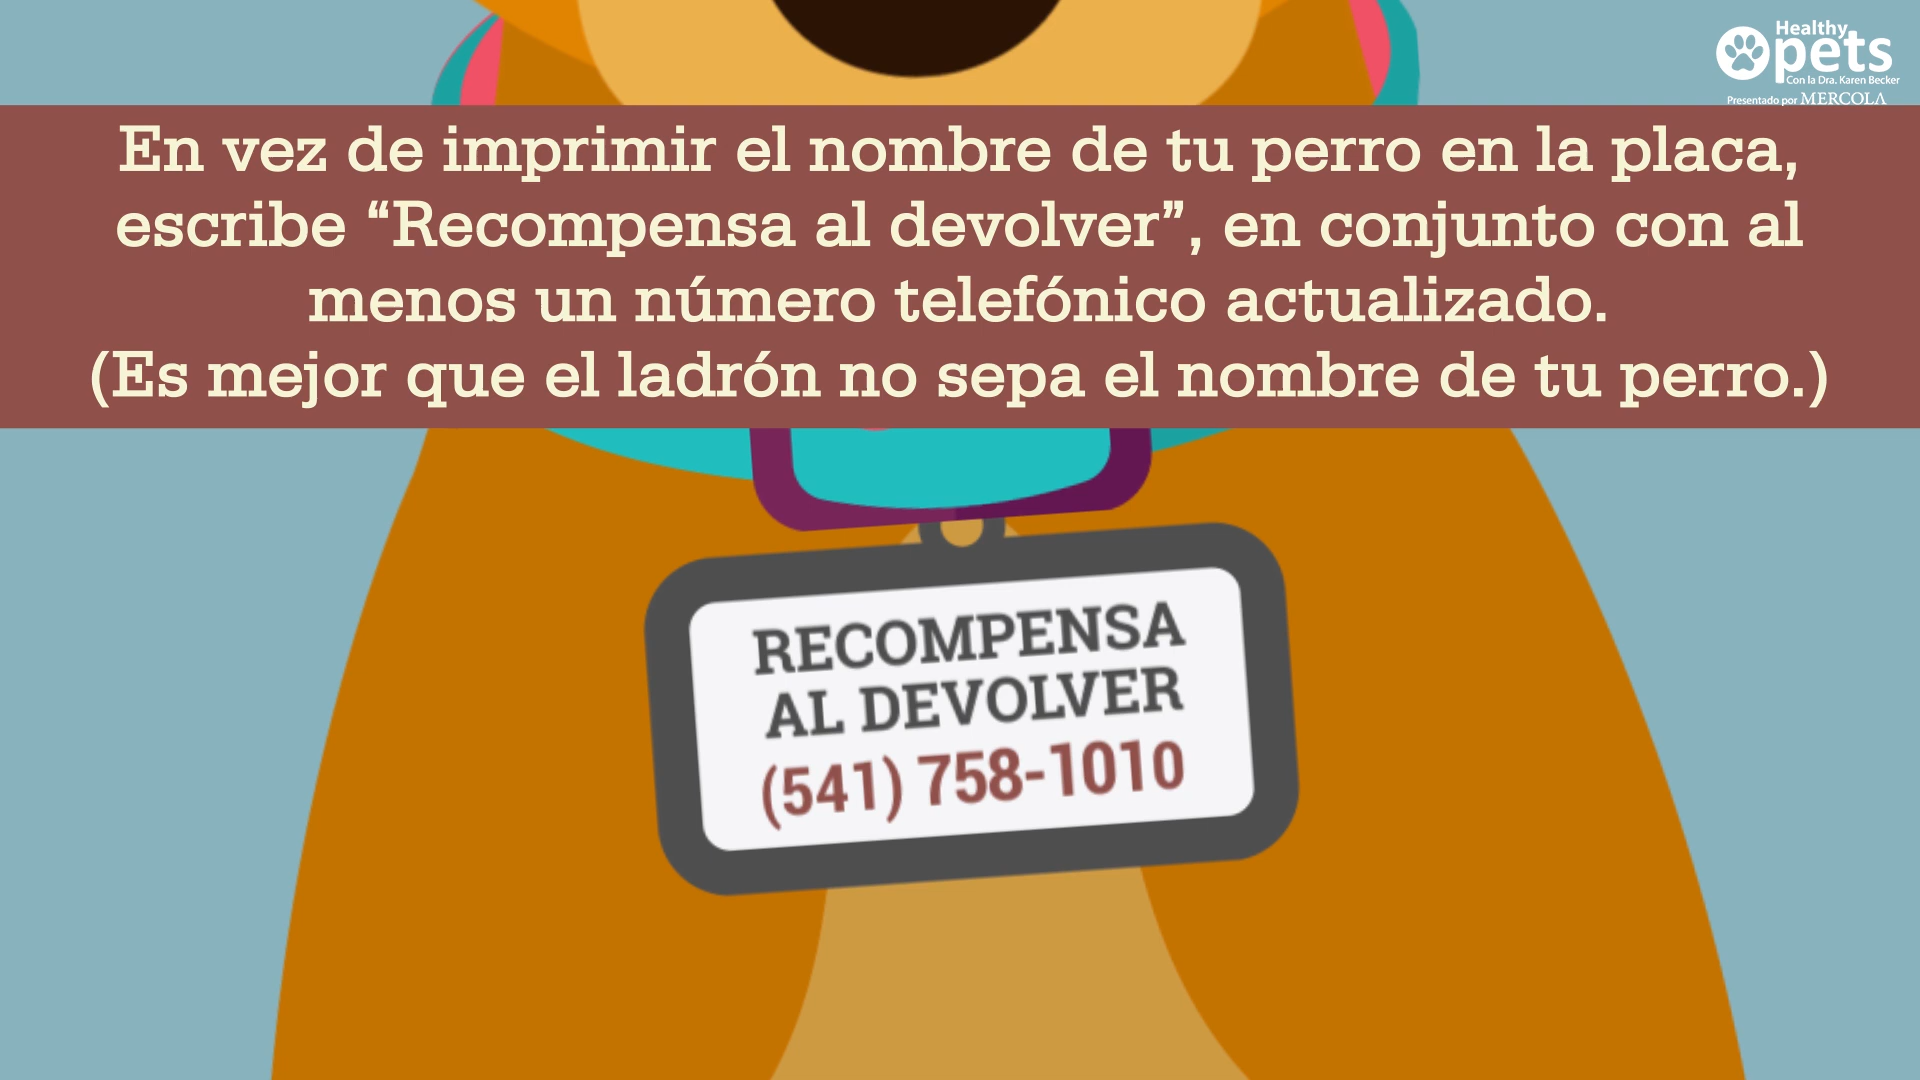 Healthy
pets
Con la Dra. Karen Becker
Presentado por MERCOLA
En vez de imprimir el nombre de tu perro en la placa,
escribe “Recompensa al devolver”, en conjunto con al
menos un número telefónico actualizado.
(Es mejor que el ladrón no sepa el nombre de tu perro.)
RECOMPENSA
AL DEVOLVER
(541) 758-1010